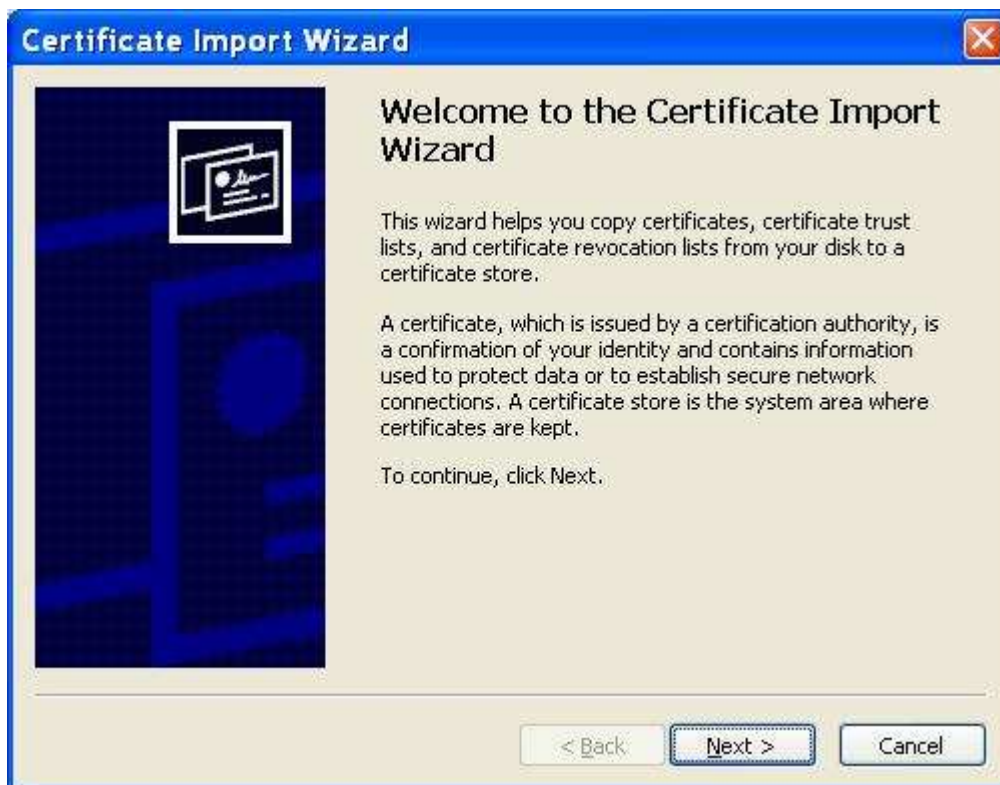 Certificate Import Wizard
Welcome to the Certificate Import
Wizard
This wizard helps you copy certificates, certificate trust
lists, and certificate revocation lists from your disk to a
certificate store.
A certificate, which is issued by a certification authority, is
a confirmation of your identity and contains information
used to protect data or to establish secure network
connections. A certificate store is the system area where
certificates are kept.
To continue, click Next.
< Back Next > Cancel